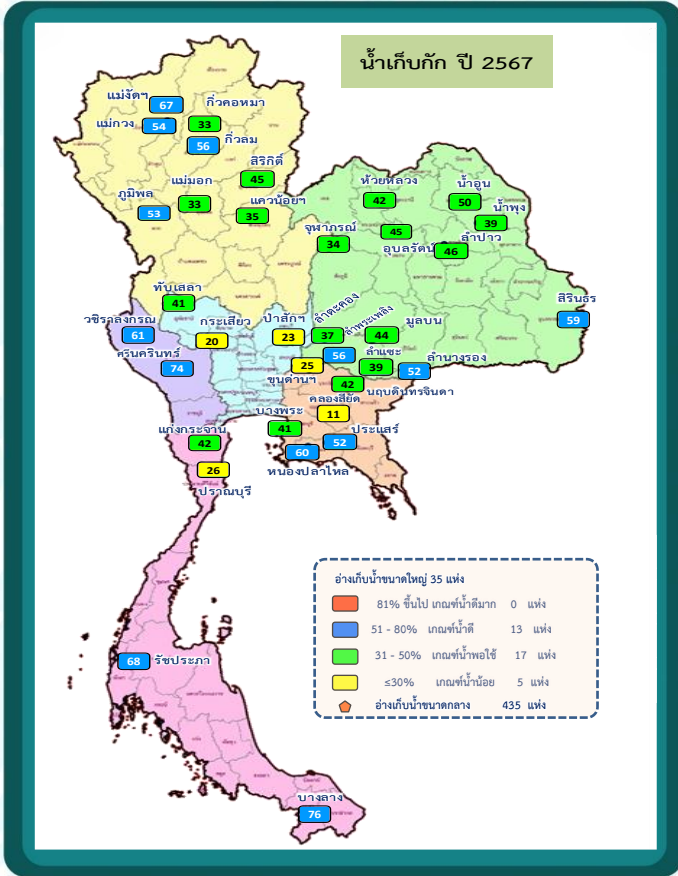 น้ำเก็บกัก ปี 2567
แม่งัดฯ
67
กิ่วคอหมา
33
แม่กวง
54
กิ่วลม
56
สิริกิติ์
45
ภูมิพล
53
แม่มอก
33
แควน้อยฯ
35
ห้วยหลวง
42
น้ำอูน
50
น้ำพุง
39
จุฬาภรณ์
34
อุบลรัตน์
45
ลำปาว
46
สิรินธร
59
ทับเสลา
41
วชิราลงกรณ
61
กระเสียว
20
ป่าสักฯ
23
ลำตะคอง
37
ลำพระเพลิง
56
มูลบน
44
ลำแซะ
39
ลำนางรอง
52
ศรีนครินทร์
74
ขุนด่านฯ
25
นฤบดินทรจินดา
42
คลองสียัด
11
บางพระ
41
ประแสร์
52
หนองปลาไหล
60
แก่งกระจาน
42
26
ปราณบุรี
68 รัชประภา
บางลาง
76
อ่างเก็บน้ำขนาดใหญ่ 35 แห่ง
81% ขึ้นไป เกณฑ์น้ำดีมาก 0 แห่ง
51 - 80% เกณฑ์น้ำดี 13 แห่ง
31 - 50% เกณฑ์น้ำพอใช้ 17 แห่ง
≤30% เกณฑ์น้ำน้อย 5 แห่ง
อ่างเก็บน้ำขนาดกลาง 435 แห่ง